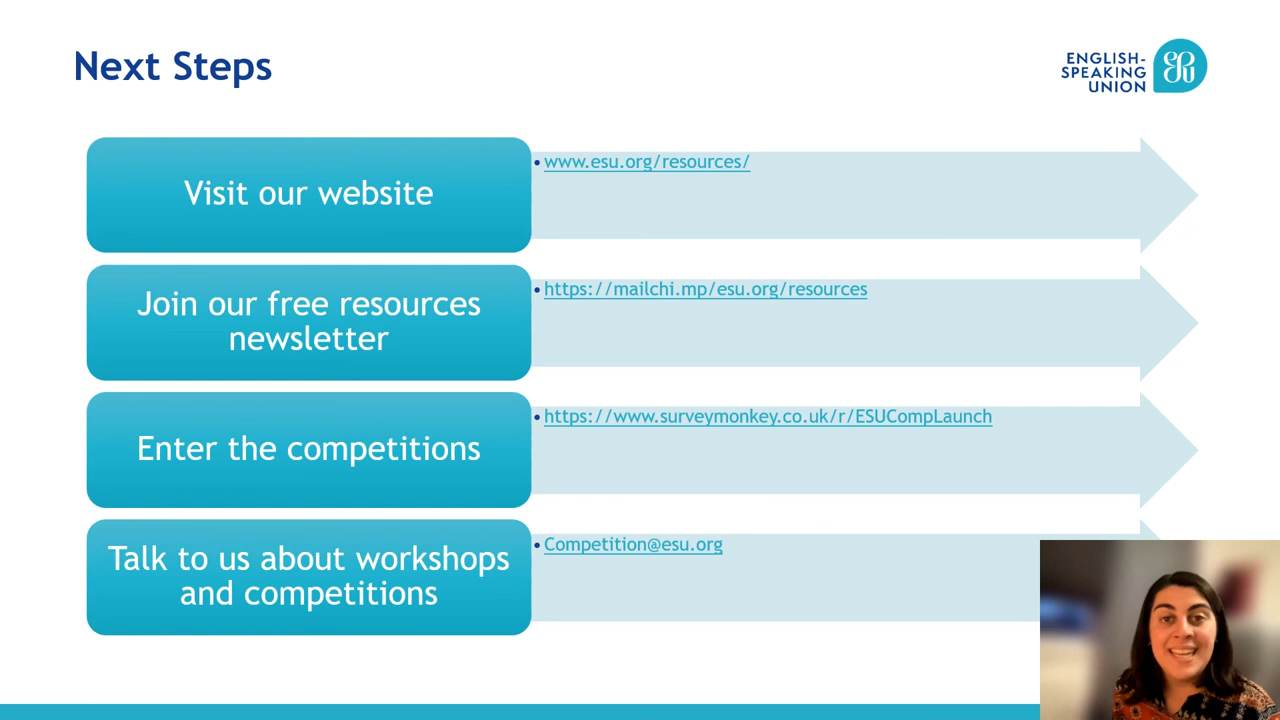 Next Steps
ENGLISH-
SPEAKING
UNION
ESU
Visit our website
• www.esu.org/resources/
Join our free resources
newsletter
• https://mailchi.mp/esu.org/resources
Enter the competitions
• https://www.surveymonkey.co.uk/r/ESUCompLaunch
Talk to us about workshops
and competitions
• Competition@esu.org